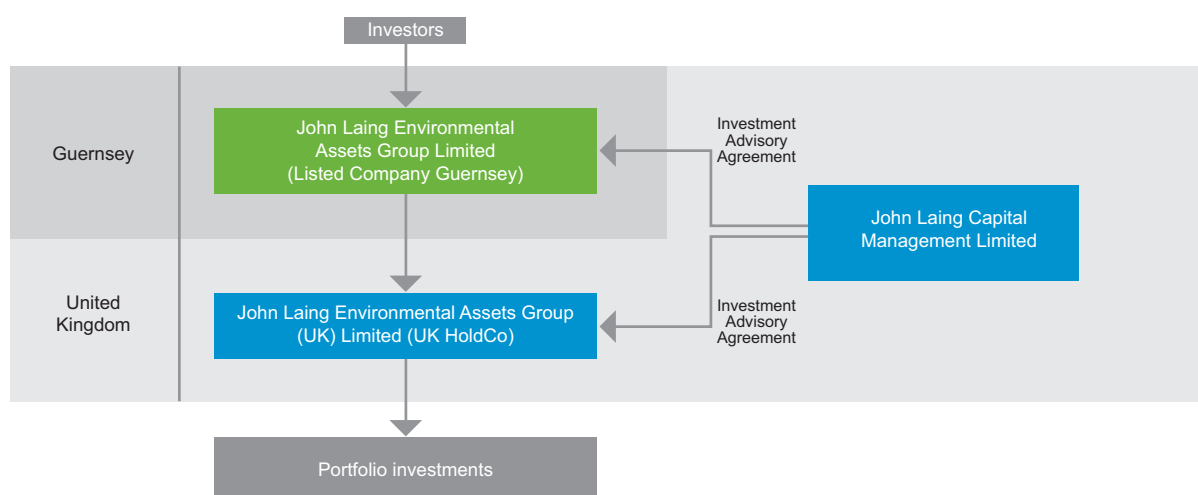 Investors
Guernsey
John Laing Environmental
Assets Group Limited
(Listed Company Guernsey)
Investment
Advisory
Agreement
John Laing Capital
Management Limited
United
Kingdom
John Laing Environmental Assets Group
(UK) Limited (UK HoldCo)
Investment
Advisory
Agreement
Portfolio investments